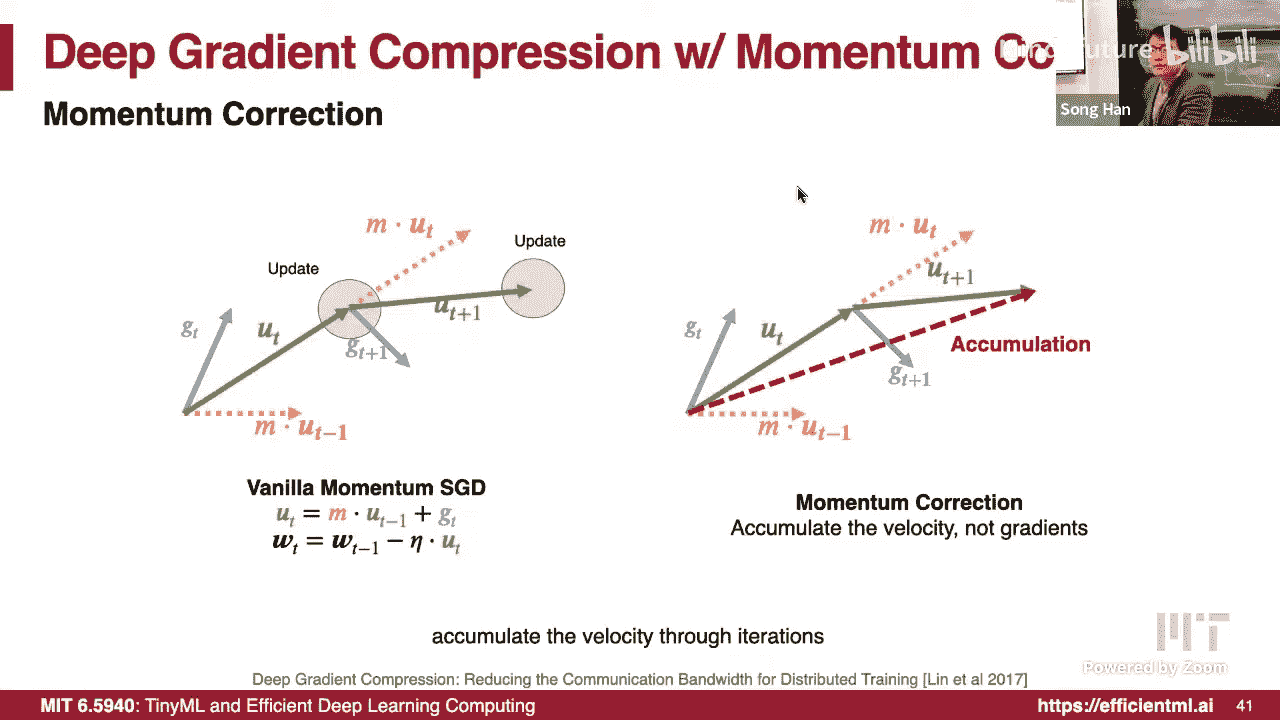 Deep Gradient Compression w/ Momentum Co
Momentum Correction
bilibili
Song Han
m · u_t
Update
Update
g_t
u_t
u_{t+1}
g_{t+1}
m · u_{t−1}
m · u_t
u_{t+1}
g_t
u_t
Accumulation
g_{t+1}
m · u_{t−1}
Vanilla Momentum SGD
u_t = m · u_{t−1} + g_t
w_t = w_{t−1} − η · u_t
Momentum Correction
Accumulate the velocity, not gradients
accumulate the velocity through iterations
MIT
Powered by Zoom
Deep Gradient Compression: Reducing the Communication Bandwidth for Distributed Training [Lin et al 2017]
MIT 6.5940: TinyML and Efficient Deep Learning Computing
https://efficientml.ai
41